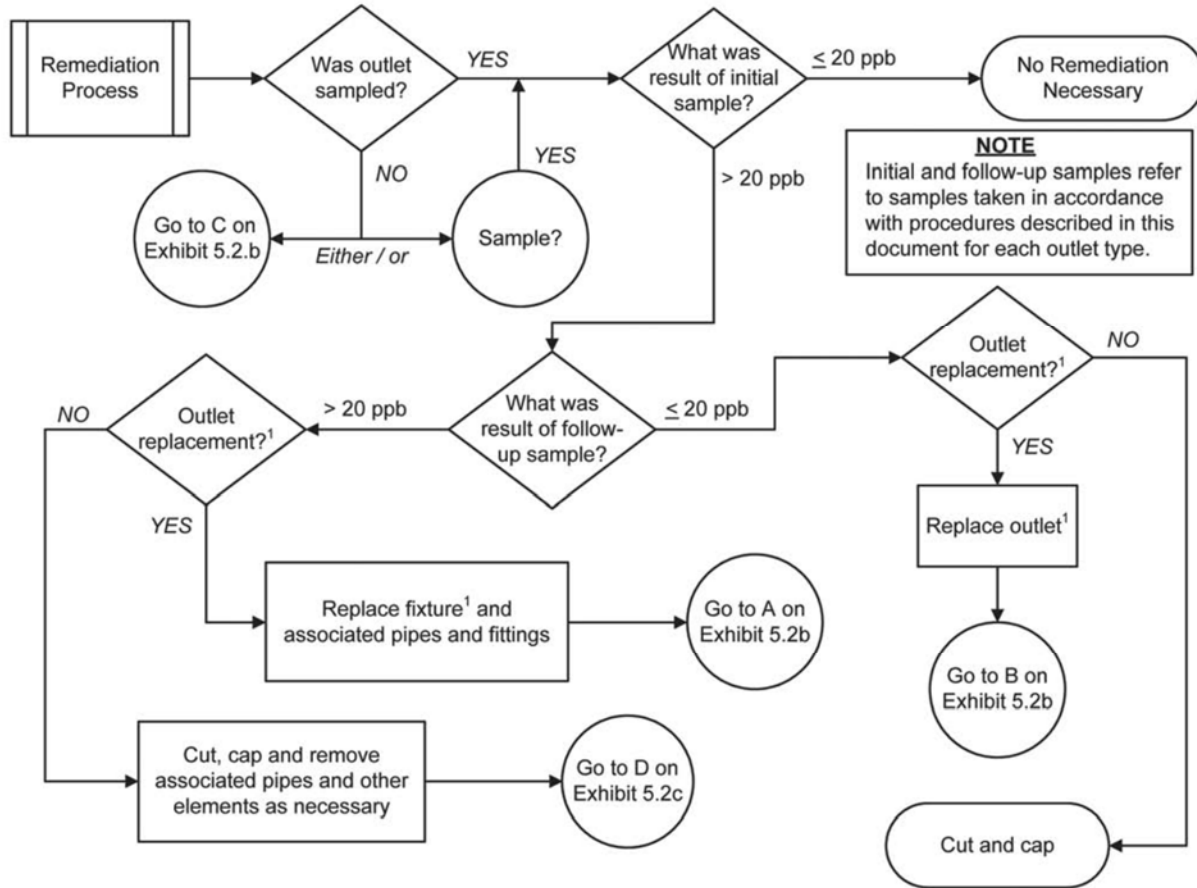 Remediation
Process
Was outlet
sampled?
YES
What was
result of initial
sample?
≤ 20 ppb
No Remediation
Necessary
NO
YES
> 20 ppb
NOTE
Initial and follow-up samples refer
to samples taken in accordance
with procedures described in this
document for each outlet type.
Go to C on
Exhibit 5.2.b
Either / or
Sample?
Outlet
replacement?¹
NO
NO
Outlet
replacement?¹
> 20 ppb
What was
result of follow-
up sample?
≤ 20 ppb
YES
YES
Replace outlet¹
Replace fixture¹ and
associated pipes and fittings
Go to A on
Exhibit 5.2b
Go to B on
Exhibit 5.2b
Cut, cap and remove
associated pipes and other
elements as necessary
Go to D on
Exhibit 5.2c
Cut and cap